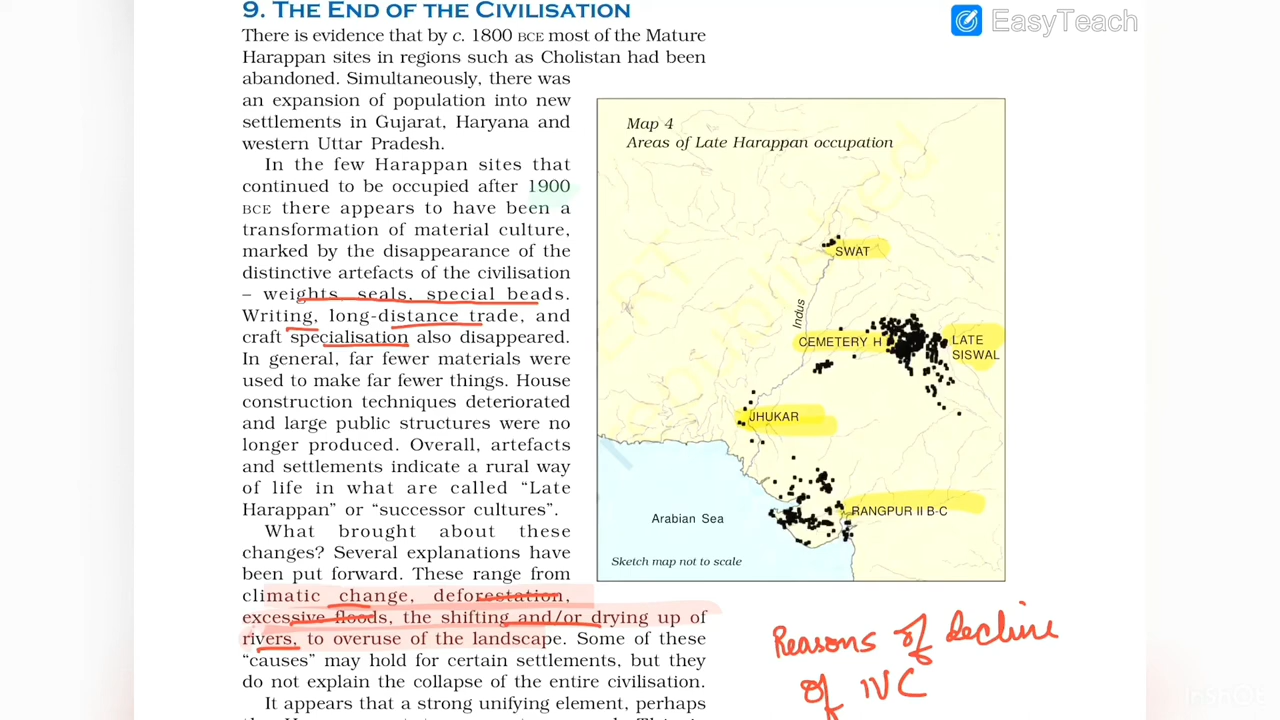 9. THE END OF THE CIVILISATION
EasyTeach
There is evidence that by c. 1800 BCE most of the Mature
Harappan sites in regions such as Cholistan had been
abandoned. Simultaneously, there was
an expansion of population into new
settlements in Gujarat, Haryana and
western Uttar Pradesh.
In the few Harappan sites that
continued to be occupied after 1900
BCE there appears to have been a
transformation of material culture,
marked by the disappearance of the
distinctive artefacts of the civilisation
– weights, seals, special beads.
Writing, long-distance trade, and
craft specialisation also disappeared.
In general, far fewer materials were
used to make far fewer things. House
construction techniques deteriorated
and large public structures were no
longer produced. Overall, artefacts
and settlements indicate a rural way
of life in what are called “Late
Harappan” or “successor cultures”.
What brought about these
changes? Several explanations have
been put forward. These range from
climatic change, deforestation,
excessive floods, the shifting and/or drying up of
rivers, to overuse of the landscape. Some of these
“causes” may hold for certain settlements, but they
do not explain the collapse of the entire civilisation.
It appears that a strong unifying element, perhaps
Map 4
Areas of Late Harappan occupation
SWAT
Indus
CEMETERY H
LATE
SISWAL
JHUKAR
RANGPUR II B-C
Arabian Sea
Sketch map not to scale
Reasons of decline
of IVC